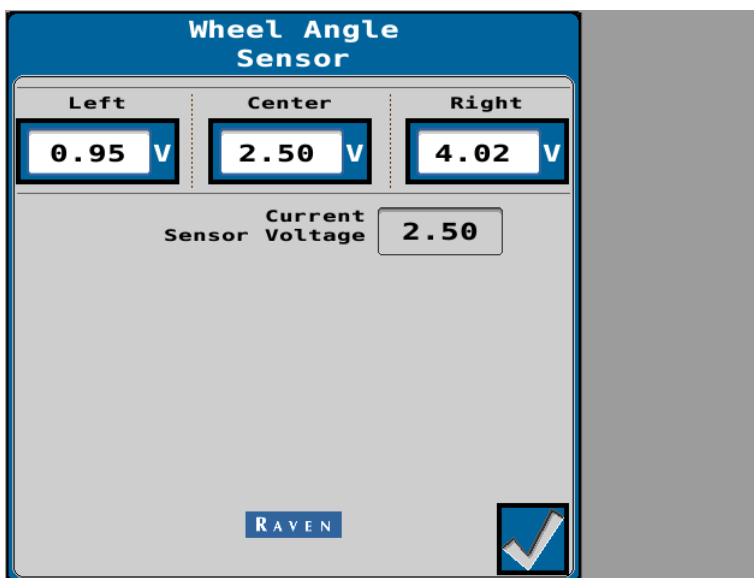 Wheel Angle
Sensor
Left Center Right
0.95 V 2.50 V 4.02 V
Current
Sensor Voltage 2.50
RAVEN